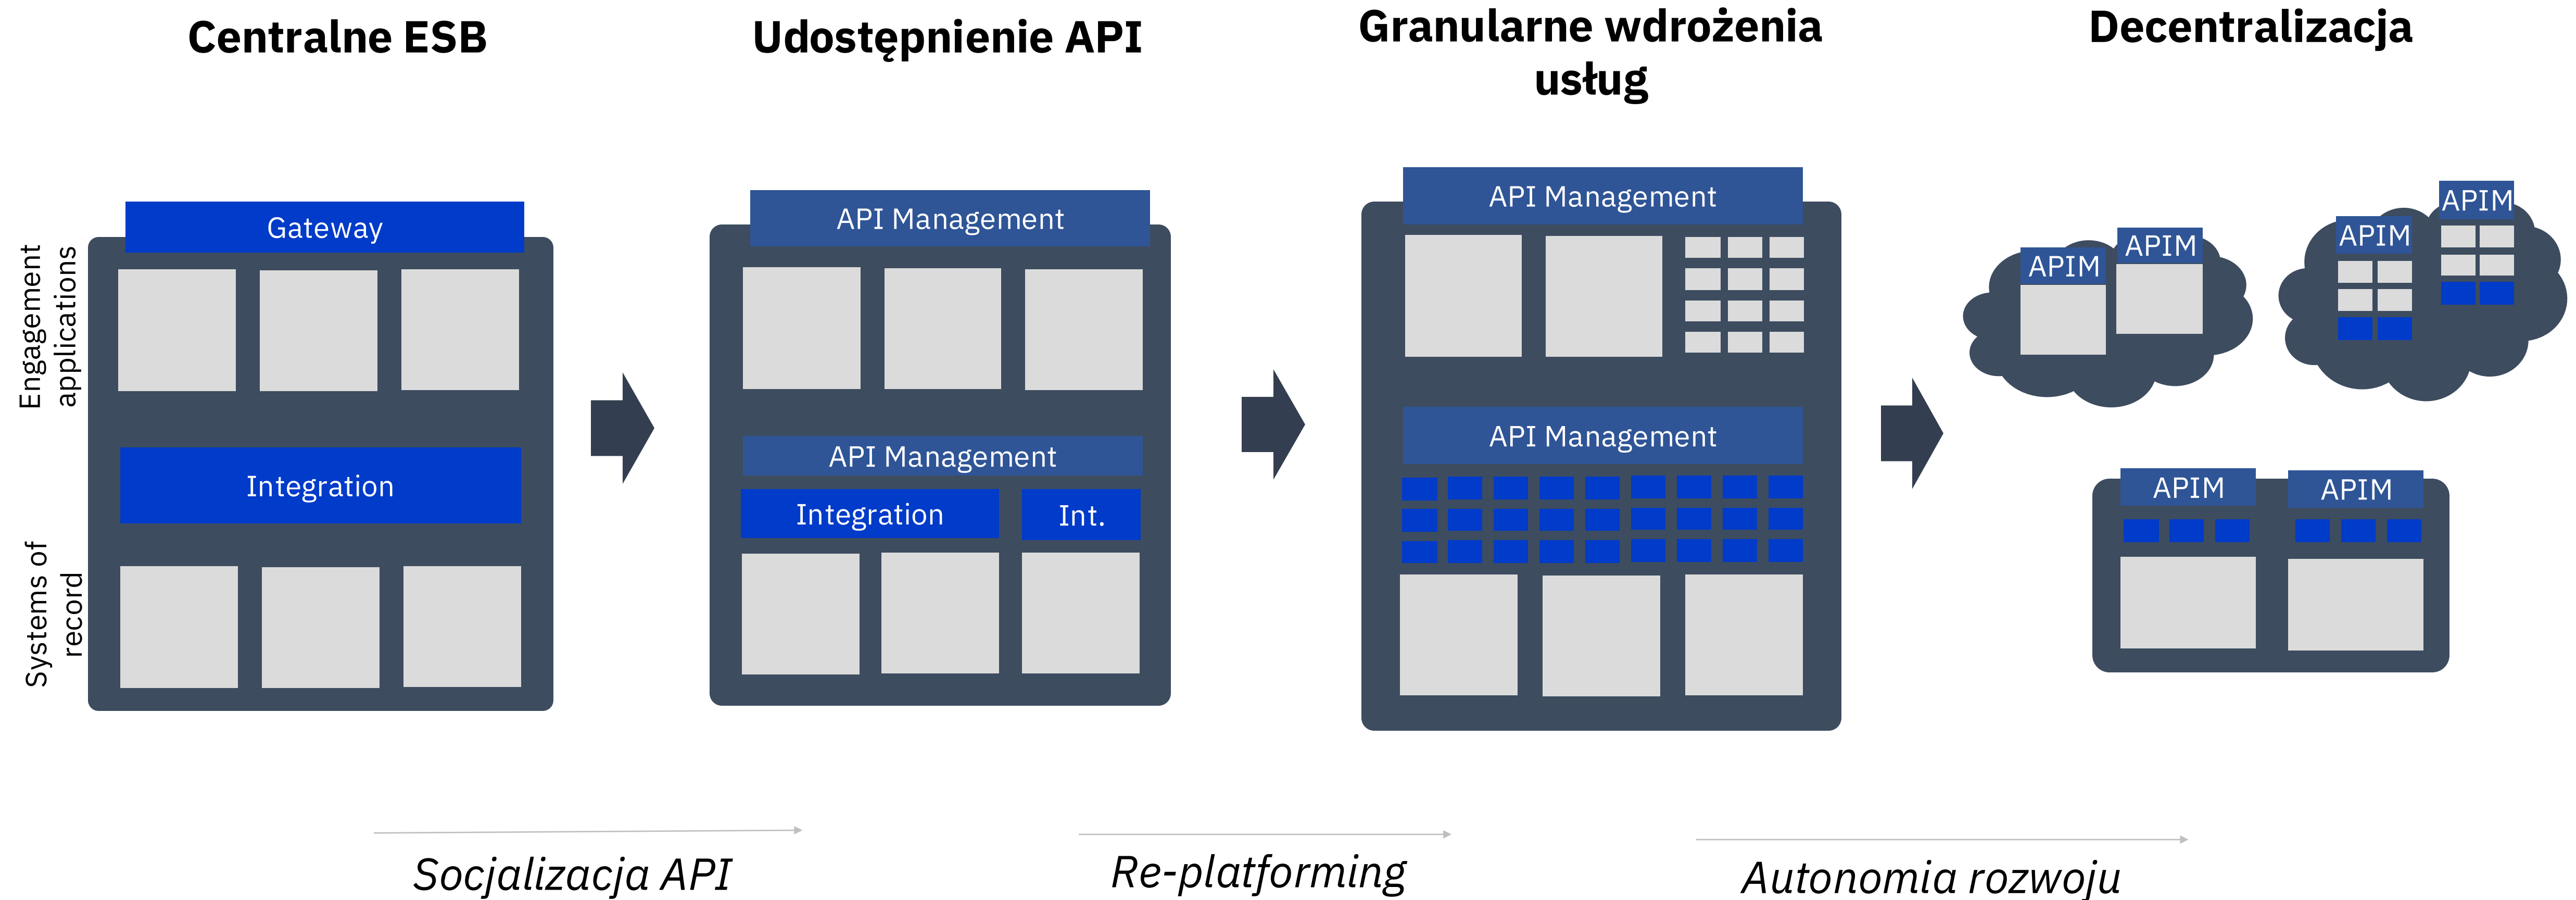 Centralne ESB
Udostępnienie API
Granularne wdrożenia
usług
Decentralizacja
Engagement
applications
Systems of
record
Gateway
Integration
API Management
API Management
Integration
Int.
API Management
API Management
APIM
APIM
APIM
APIM
APIM
APIM
Socjalizacja API
Re-platforming
Autonomia rozwoju